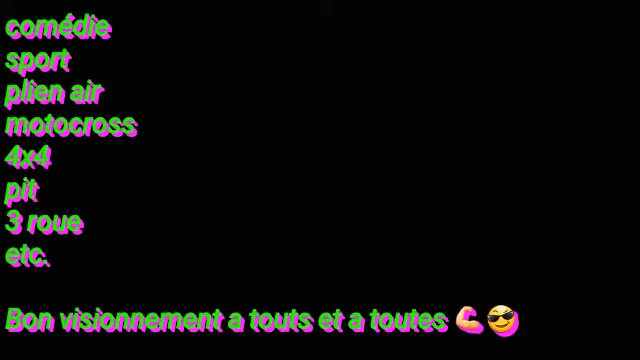 comédie
sport
plien air
motocross
4x4
pit
3 roue
etc.
Bon visionnement a touts et a toutes 💪😎